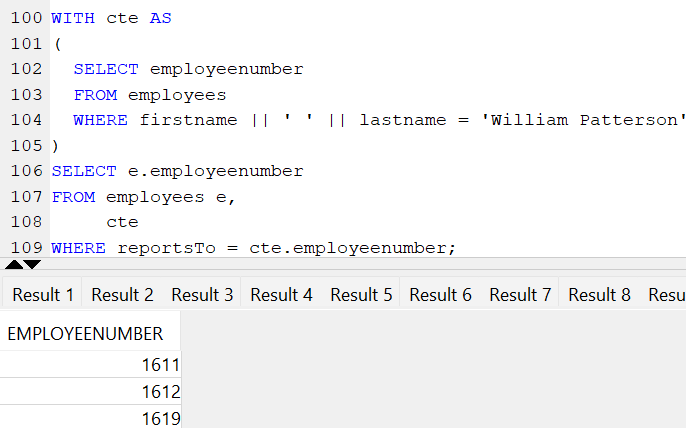 100 WITH cte AS
101 (
102 SELECT employeenumber
103 FROM employees
104 WHERE firstname || ' ' || lastname = 'William Patterson'
105 )
106 SELECT e.employeenumber
107 FROM employees e,
108 cte
109 WHERE reportsTo = cte.employeenumber;
Result 1 Result 2 Result 3 Result 4 Result 5 Result 6 Result 7 Result 8 Resu
EMPLOYEENUMBER
1611
1612
1619